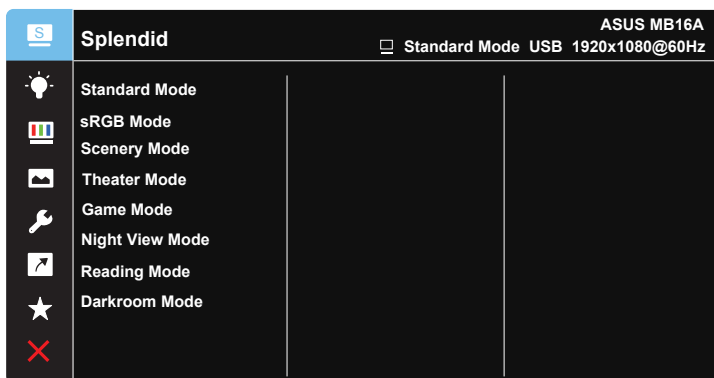 S
Splendid
ASUS MB16A
Standard Mode USB 1920x1080@60Hz
Standard Mode
sRGB Mode
Scenery Mode
Theater Mode
Game Mode
Night View Mode
Reading Mode
Darkroom Mode